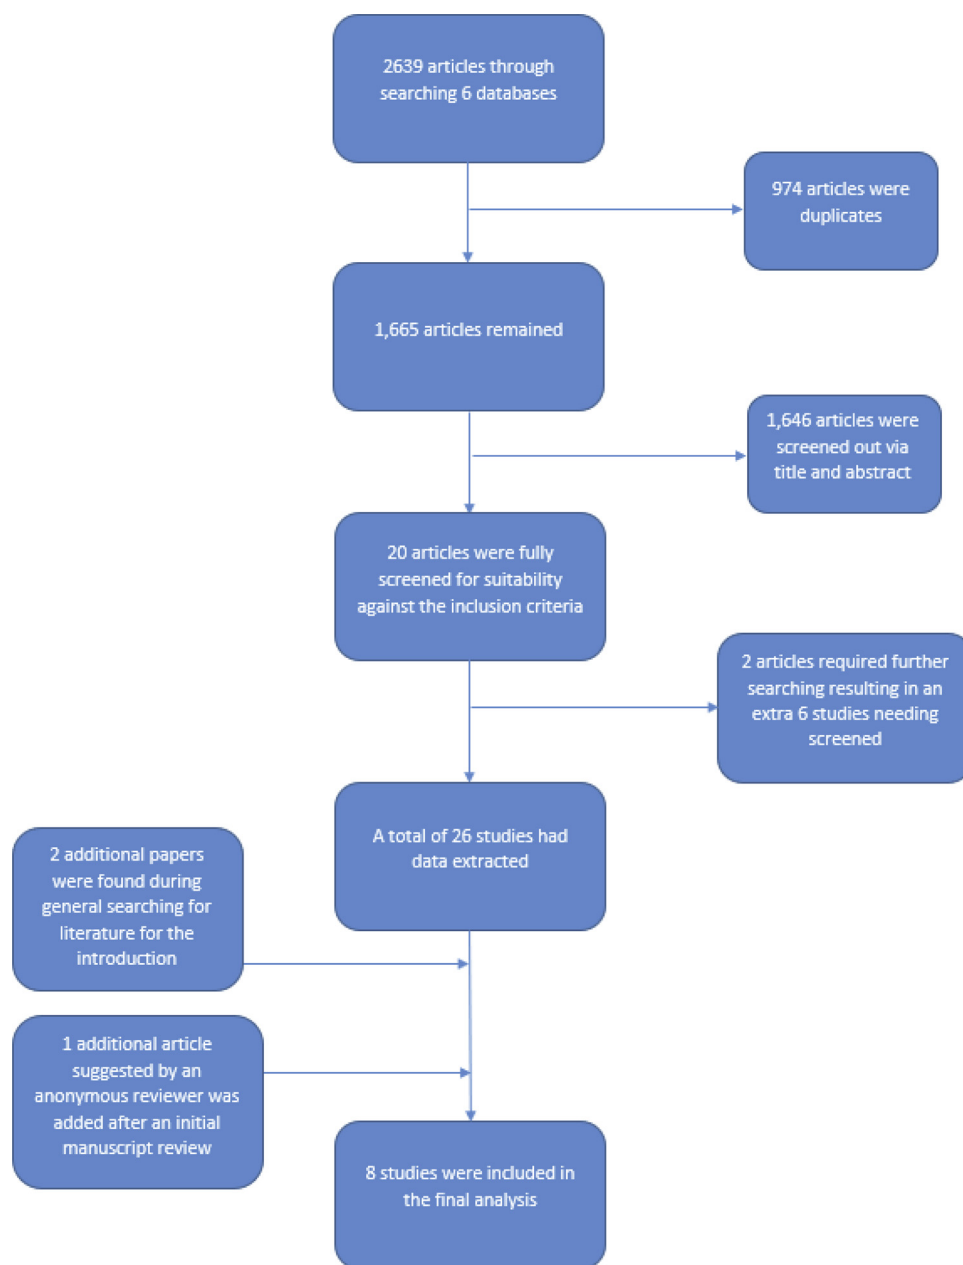 2639 articles through
searching 6 databases
974 articles were
duplicates
1,665 articles remained
1,646 articles were
screened out via
title and abstract
20 articles were fully
screened for suitability
against the inclusion criteria
2 articles required further
searching resulting in an
extra 6 studies needing
screened
A total of 26 studies had
data extracted
2 additional papers
were found during
general searching for
literature for the
introduction
1 additional article
suggested by an
anonymous reviewer was
added after an initial
manuscript review
8 studies were included in
the final analysis